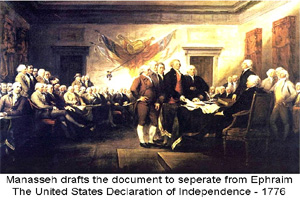 Manasseh drafts the document to seperate from Ephraim
The United States Declaration of Independence - 1776